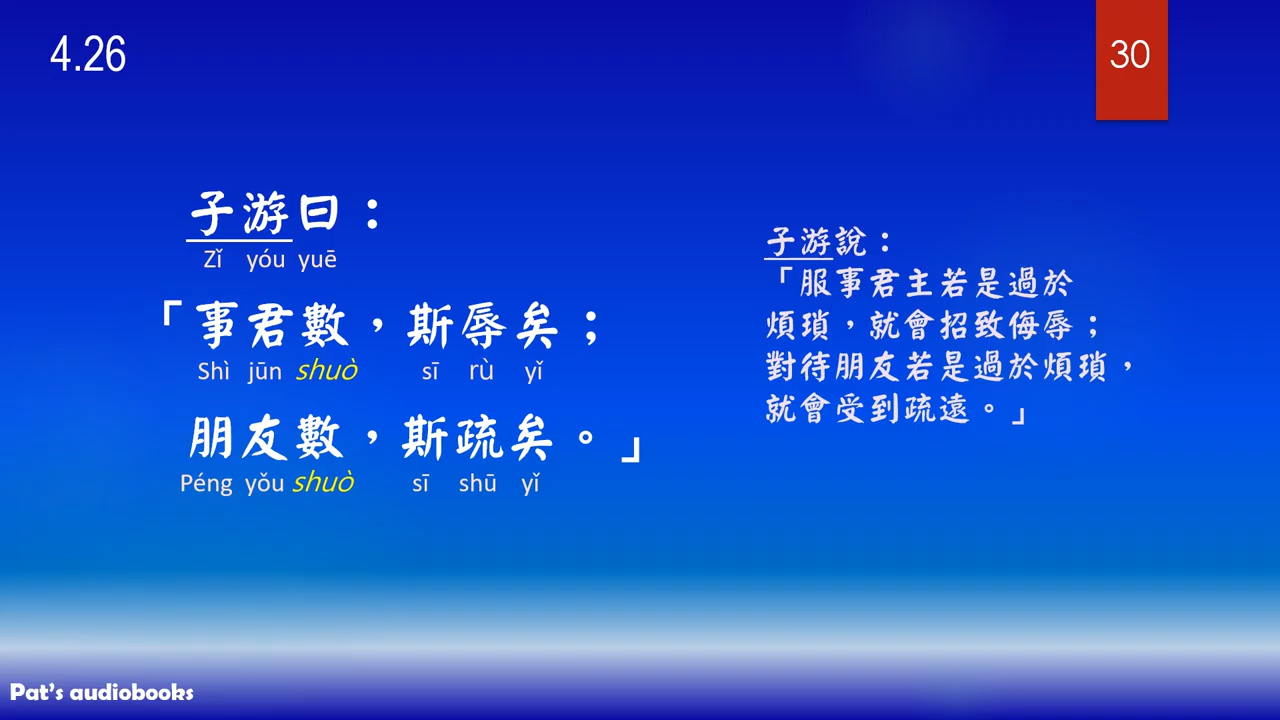 4.26
30
子游曰：
Zǐ yóu yuē
「事君數，斯辱矣；
Shì jūn shuò sī rù yǐ
朋友數，斯疏矣。」
Péng yǒu shuò sī shū yǐ
子游說：
「服事君主若是過於
煩瑣，就會招致侮辱；
對待朋友若是過於煩瑣，
就會受到疏遠。」
Pat's audiobooks